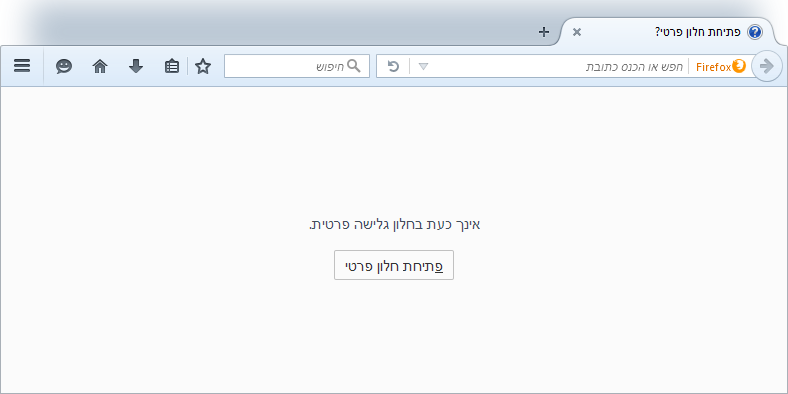 פתיחת חלון פרטי?
Firefox
חפש או הכנס כתובת
חיפוש
אינך כעת בחלון גלישה פרטית.
פתיחת חלון פרטי